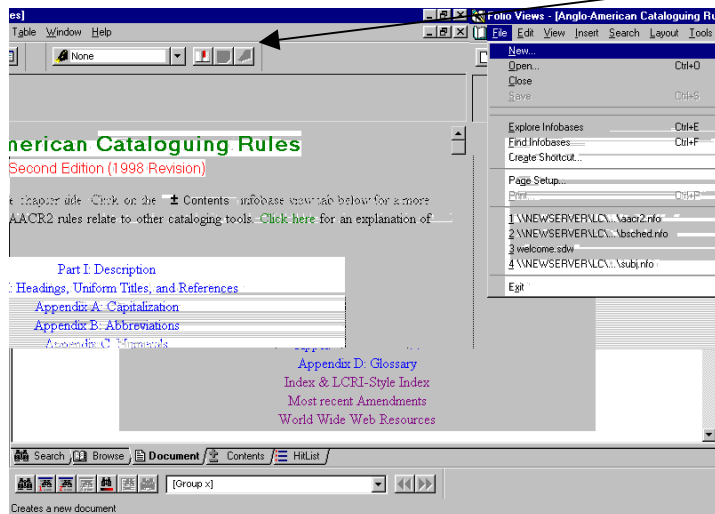 es]
Table Window Help
None
merican Cataloguing Rules
Second Edition (1998 Revision)
e chapter title Click on the ± Contents infobase view tab below for a more
AACR2 rules relate to other cataloging tools. Click here for an explanation of
Part I: Description
: Headings, Uniform Titles, and References
Appendix A: Capitalization
Appendix B: Abbreviations
Appendix C: Numerals
Appendix D: Glossary
Index & LCRI-Style Index
Most recent Amendments
World Wide Web Resources
Search Browse Document Contents HitList
[Group x]
Creates a new document
Folio Views - [Anglo-American Cataloguing Ru
File Edit View Insert Search Layout Tools
New...
Open... Ctrl+O
Close
Save Ctrl+S
Explore Infobases Ctrl+E
Find Infobases... Ctrl+F
Create Shortcut...
Page Setup...
Print... Ctrl+P
1 \\NEWSERVER\LC\...\aacr2.nfo
2 \\NEWSERVER\LC\...\bsched.nfo
3 welcome.sdw
4 \\NEWSERVER\LC\...\subj.nfo
Exit